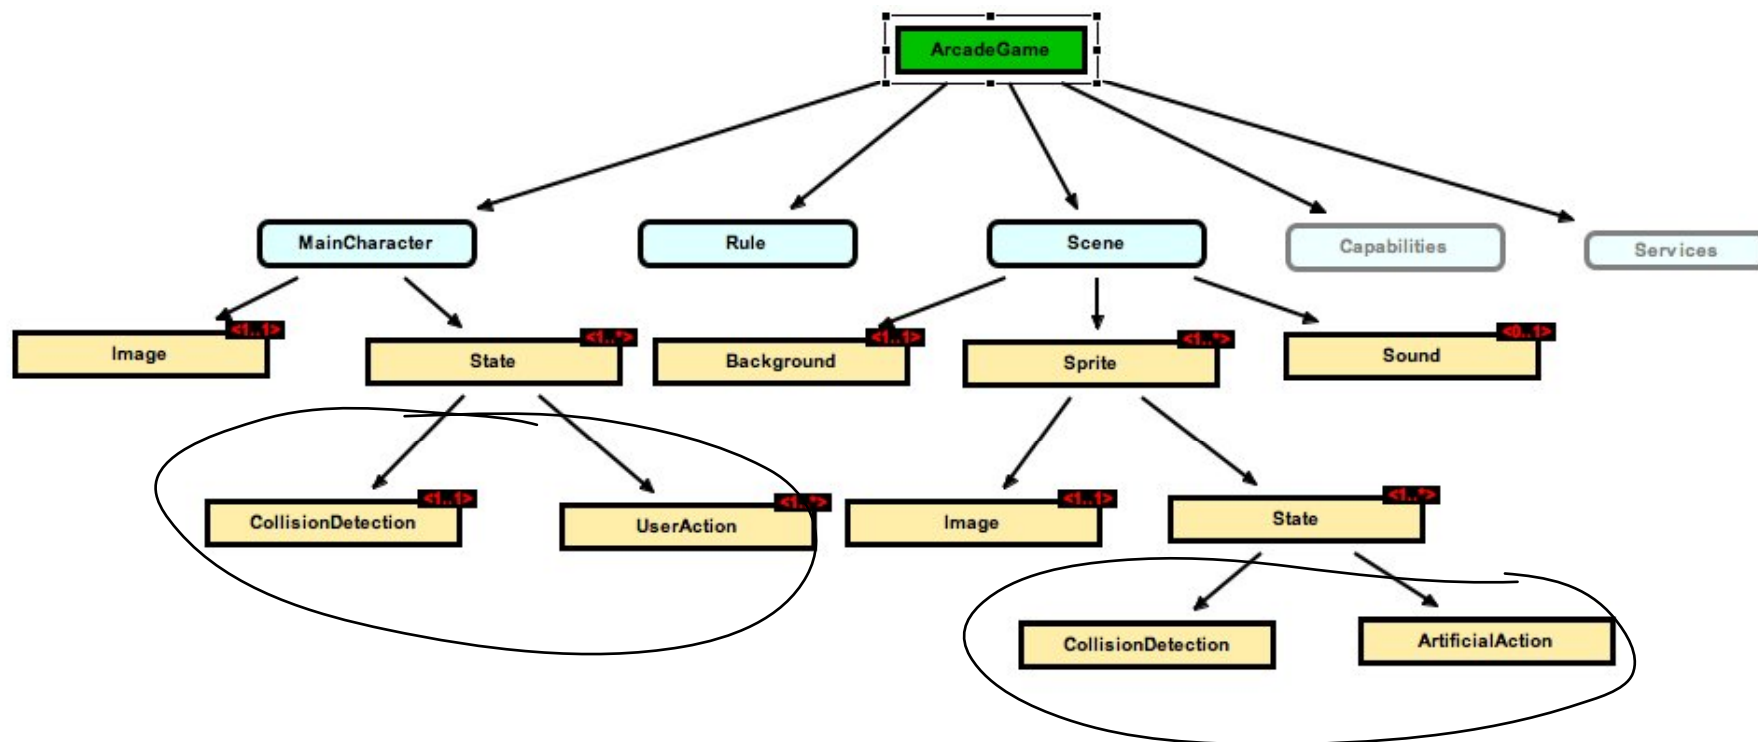 ArcadeGame
MainCharacter
Rule
Scene
Capabilities
Services
<1..1>
Image
<1..*>
State
<1..1>
Background
<1..*>
Sprite
<0..1>
Sound
<1..1>
CollisionDetection
<1..*>
UserAction
<1..1>
Image
<1..*>
State
CollisionDetection
ArtificialAction